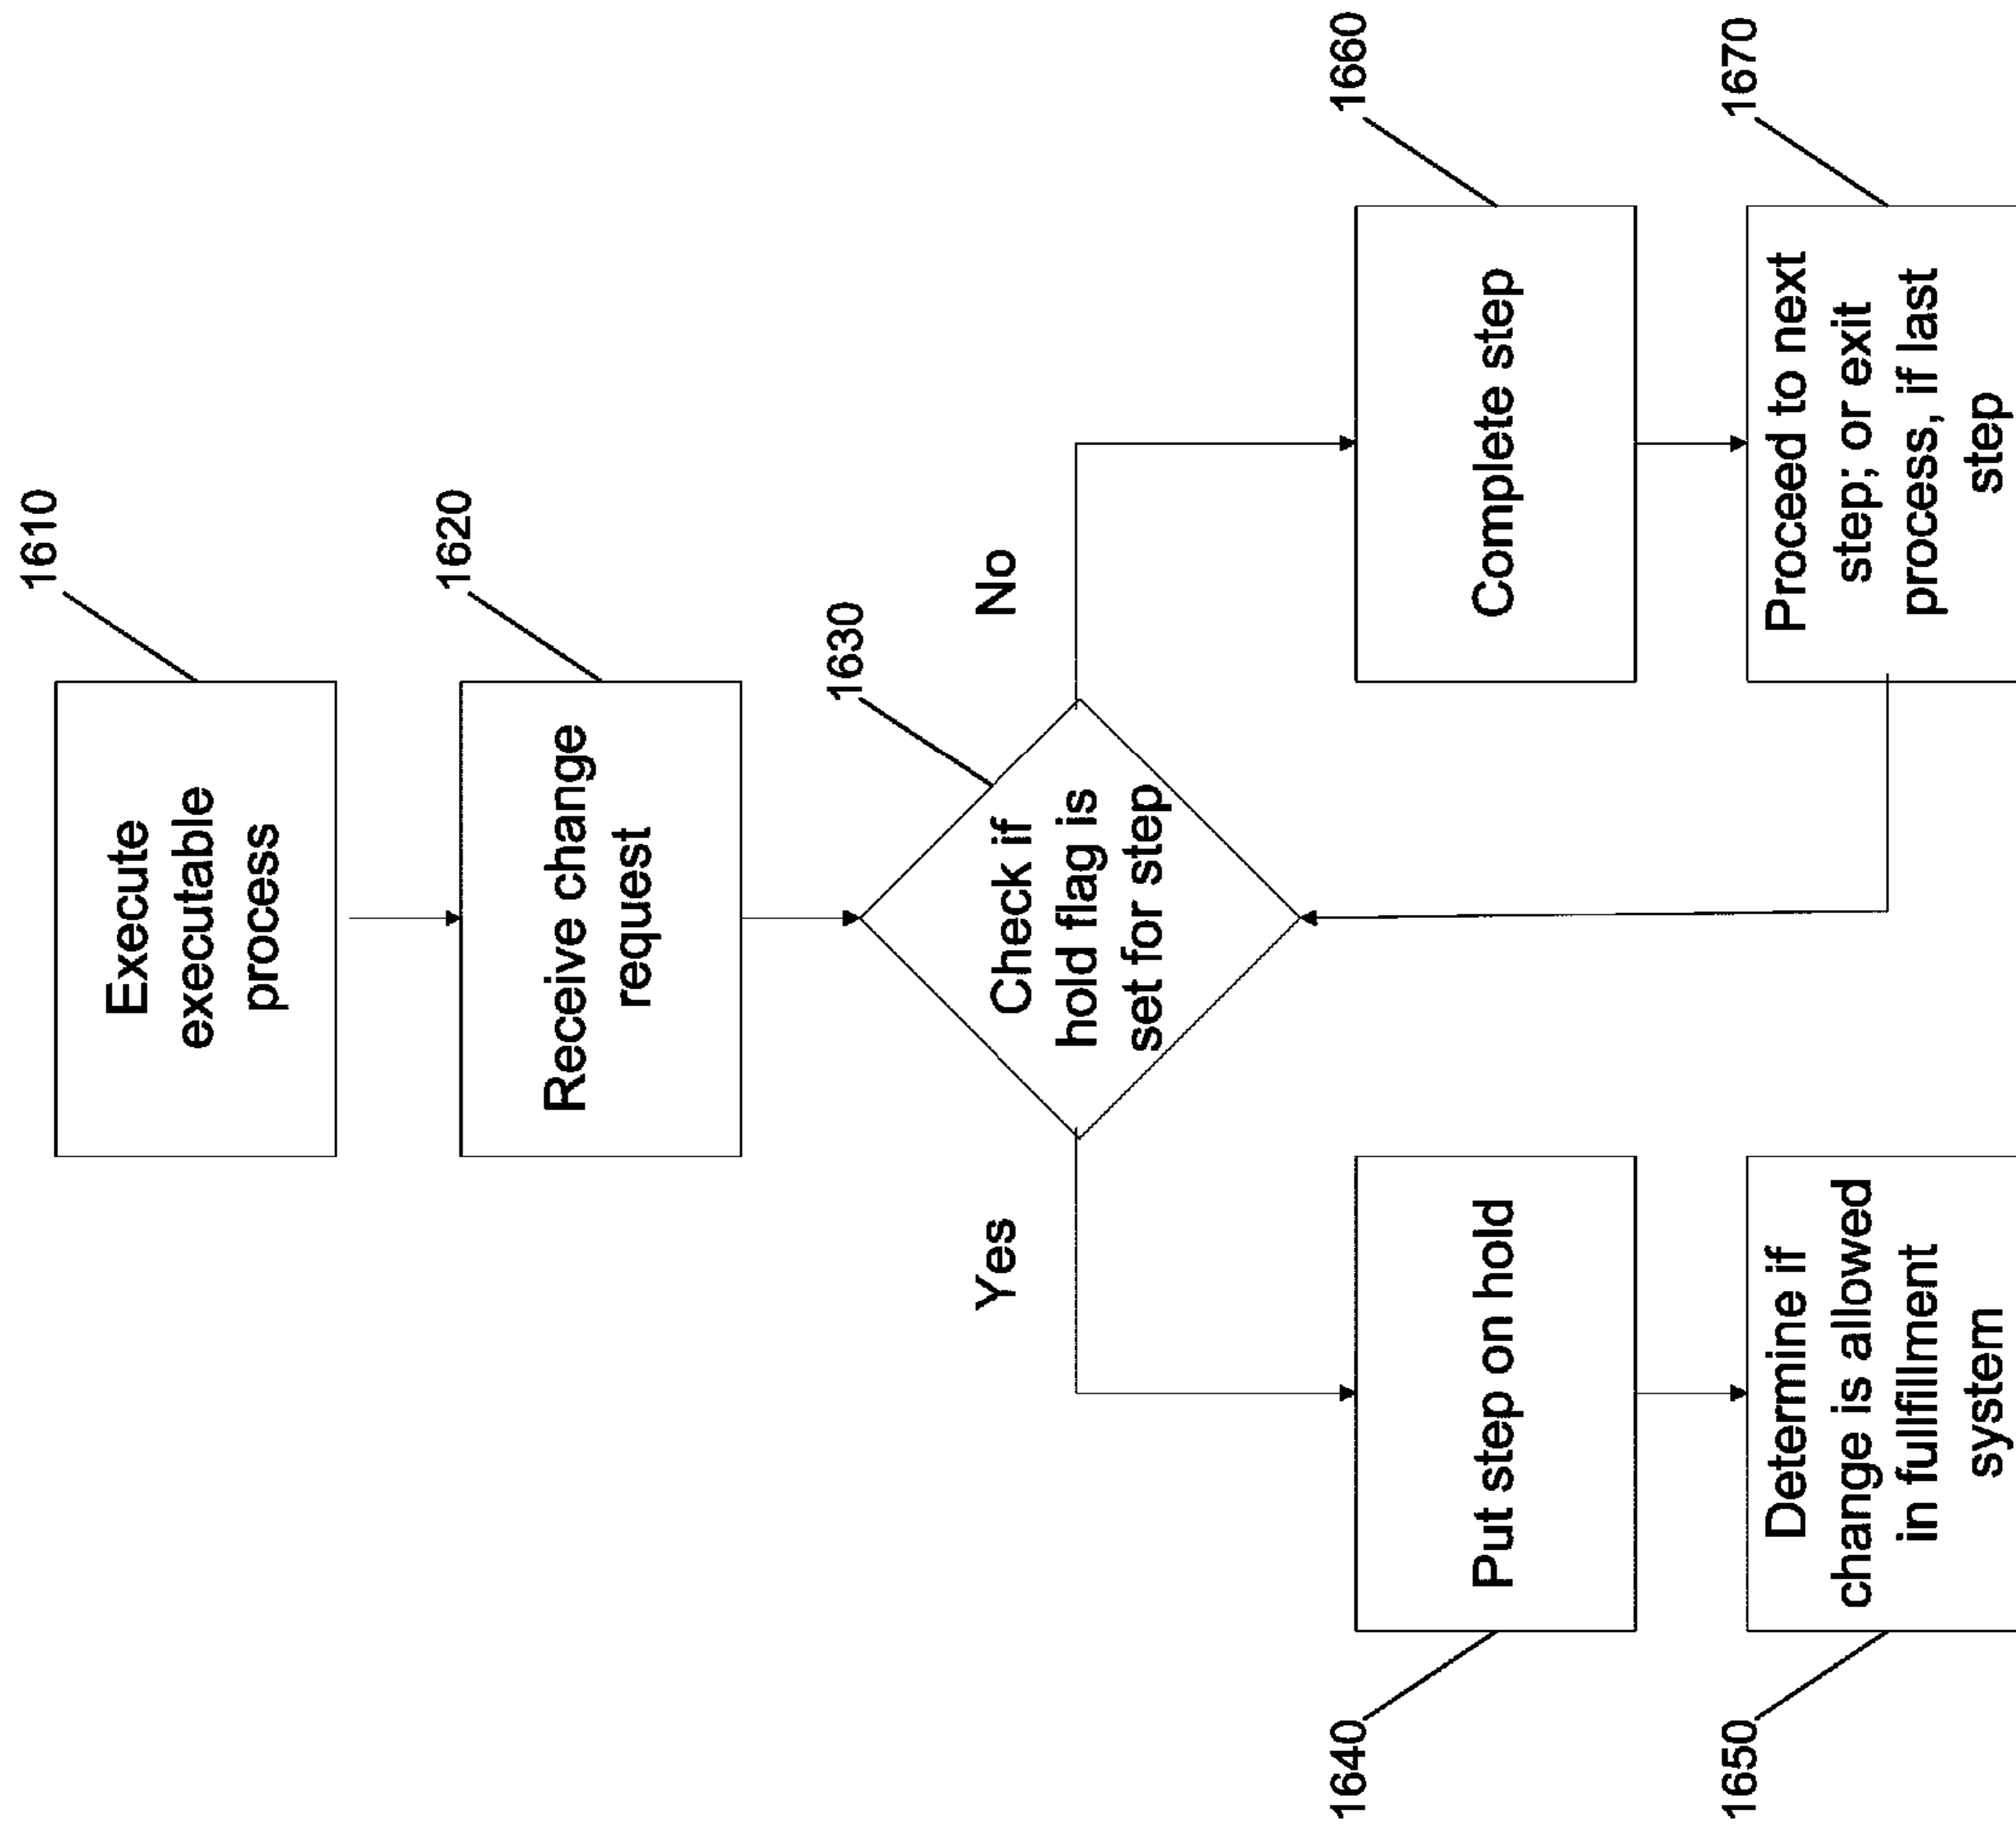 1610
Execute
executable
process
1620
Receive change
request
1630
Check if
hold flag is
set for step
Yes
No
1640
Put step on hold
1660
Complete step
1650
Determine if
change is allowed
in fullfillment
system
1670
Proceed to next
step; or exit
process, if last
step